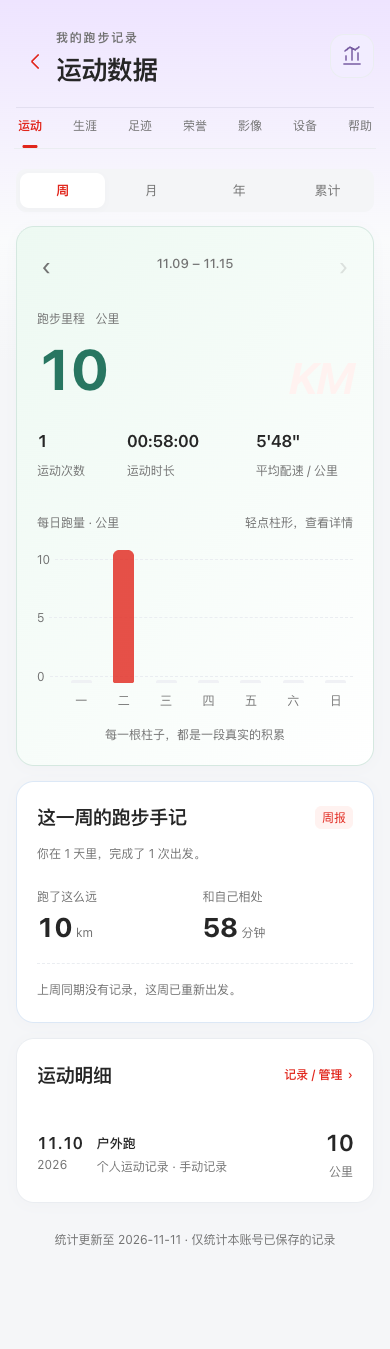 我的跑步记录
运动数据
运动 生涯 足迹 荣誉 影像 设备 帮助
周 月 年 累计
‹ 11.09 – 11.15 ›
跑步里程 公里
10
KM
1 00:58:00 5'48"
运动次数 运动时长 平均配速 / 公里
每日跑量 · 公里 轻点柱形，查看详情
10
5
0
一 二 三 四 五 六 日
每一根柱子，都是一段真实的积累
这一周的跑步手记 周报
你在 1 天里，完成了 1 次出发。
跑了这么远 和自己相处
10 km 58 分钟
上周同期没有记录，这周已重新出发。
运动明细 记录 / 管理 ›
11.10 户外跑 10
2026 个人运动记录 · 手动记录 公里
统计更新至 2026-11-11 · 仅统计本账号已保存的记录